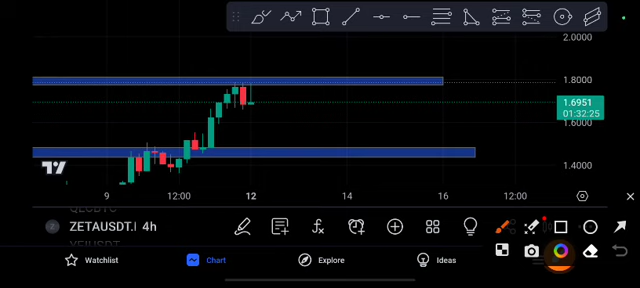 2.0000
1.8000
1.6951
01:32:25
1.6000
1.4000
9 12:00 12 14 16 12:00
ZETAUSDT.P 4h
Watchlist Chart Explore Ideas